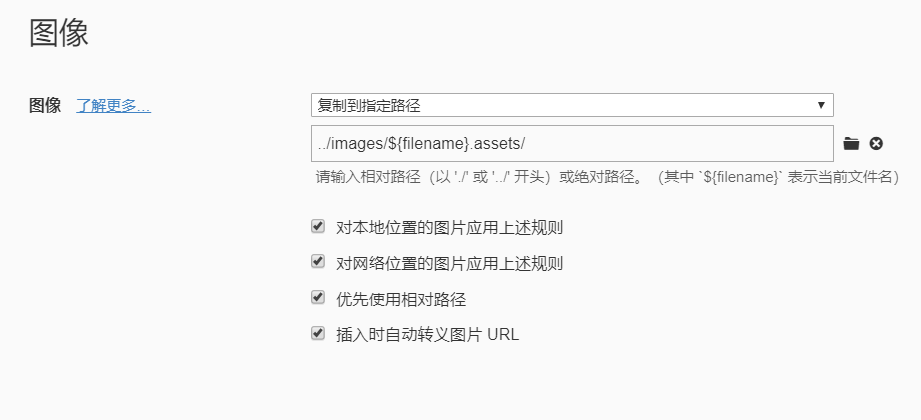 图像
图像 了解更多...
复制到指定路径
../images/${filename}.assets/
请输入相对路径（以 './' 或 '../' 开头）或绝对路径。（其中 `${filename}` 表示当前文件名）
对本地位置的图片应用上述规则
对网络位置的图片应用上述规则
优先使用相对路径
插入时自动转义图片 URL